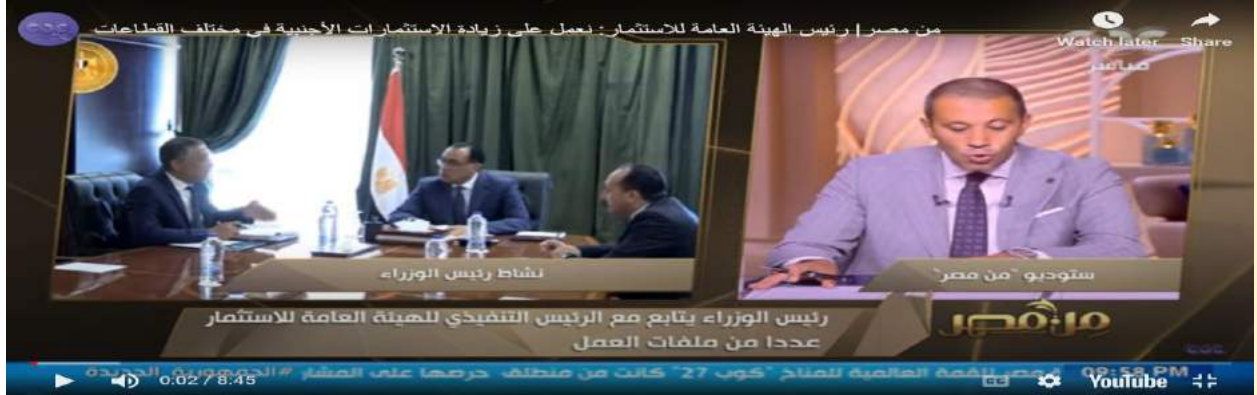 من مصر | رئيس الهيئة العامة للاستثمار: نعمل على زيادة الاستثمارات الأجنبية في مختلف القطاعات
Watch later
Share
مباشر
نشاط رئيس الوزراء
ستوديو "من مصر"
رئيس الوزراء يتابع مع الرئيس التنفيذي للهيئة العامة للاستثمار
عددا من ملفات العمل
من مصر
CBC
مصر للقمة العالمية للمناخ "كوب 27" كانت من منطلق حرصها على المشار #الجمهورية_الجديدة
09:58 PM
0:02 / 8:45
YouTube